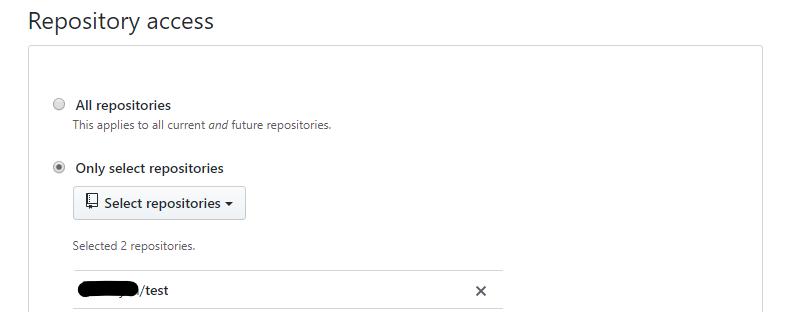 Repository access
All repositories
This applies to all current and future repositories.
Only select repositories
Select repositories
Selected 2 repositories.
/test